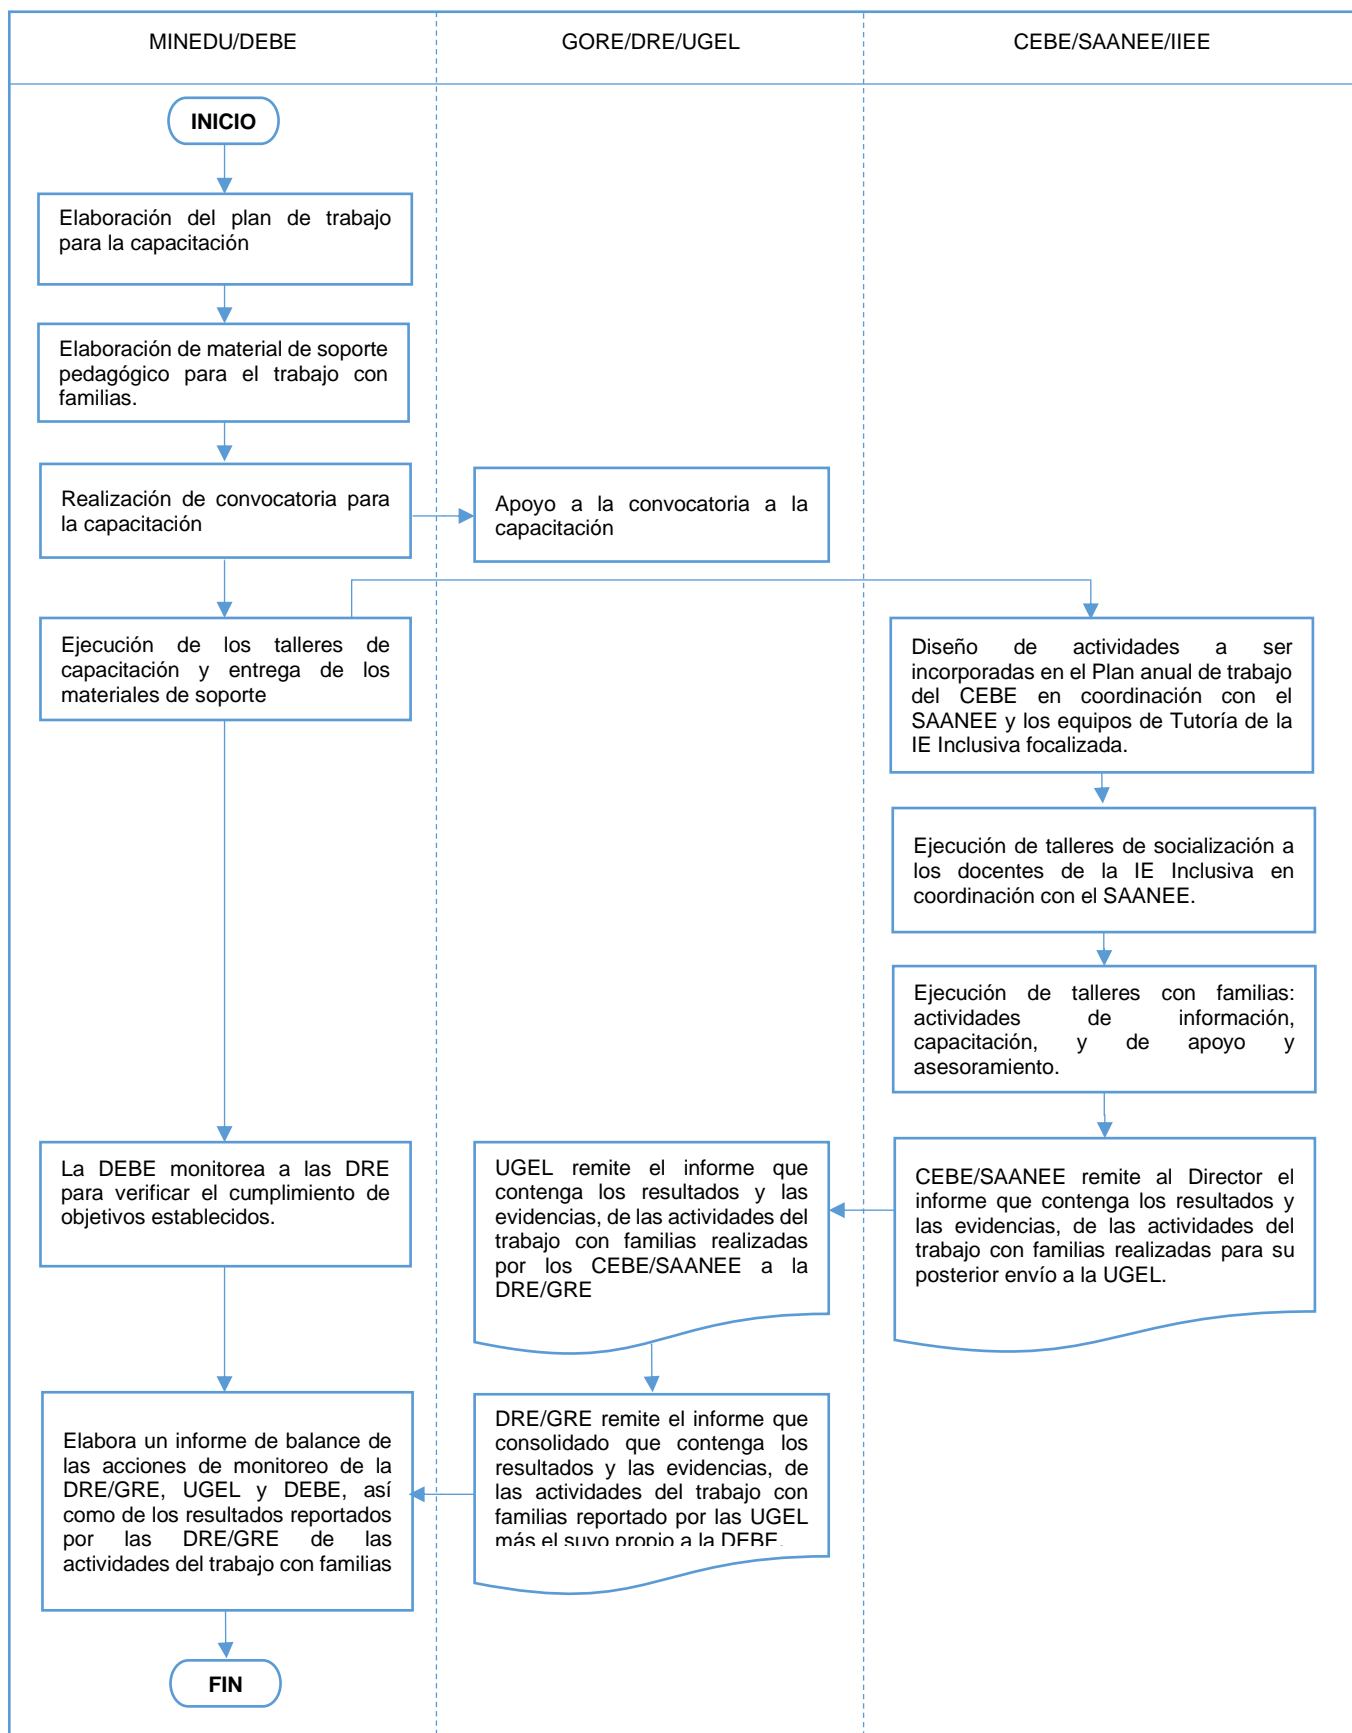 MINEDU/DEBE
GORE/DRE/UGEL
CEBE/SAANEE/IIEE
INICIO
Elaboración del plan de trabajo
para la capacitación
Elaboración de material de soporte
pedagógico para el trabajo con
familias.
Realización de convocatoria para
la capacitación
Apoyo a la convocatoria a la
capacitación
Ejecución de los talleres de
capacitación y entrega de los
materiales de soporte
Diseño de actividades a ser
incorporadas en el Plan anual de trabajo
del CEBE en coordinación con el
SAANEE y los equipos de Tutoría de la
IE Inclusiva focalizada.
Ejecución de talleres de socialización a
los docentes de la IE Inclusiva en
coordinación con el SAANEE.
Ejecución de talleres con familias:
actividades de información,
capacitación, y de apoyo y
asesoramiento.
La DEBE monitorea a las DRE
para verificar el cumplimiento de
objetivos establecidos.
UGEL remite el informe que
contenga los resultados y las
evidencias, de las actividades del
trabajo con familias realizadas
por los CEBE/SAANEE a la
DRE/GRE
CEBE/SAANEE remite al Director el
informe que contenga los resultados y
las evidencias, de las actividades del
trabajo con familias realizadas para su
posterior envío a la UGEL.
Elabora un informe de balance de
las acciones de monitoreo de la
DRE/GRE, UGEL y DEBE, así
como de los resultados reportados
por las DRE/GRE de las
actividades del trabajo con familias
DRE/GRE remite el informe que
consolidado que contenga los
resultados y las evidencias, de
las actividades del trabajo con
familias reportado por las UGEL
más el suyo propio a la DEBE.
FIN